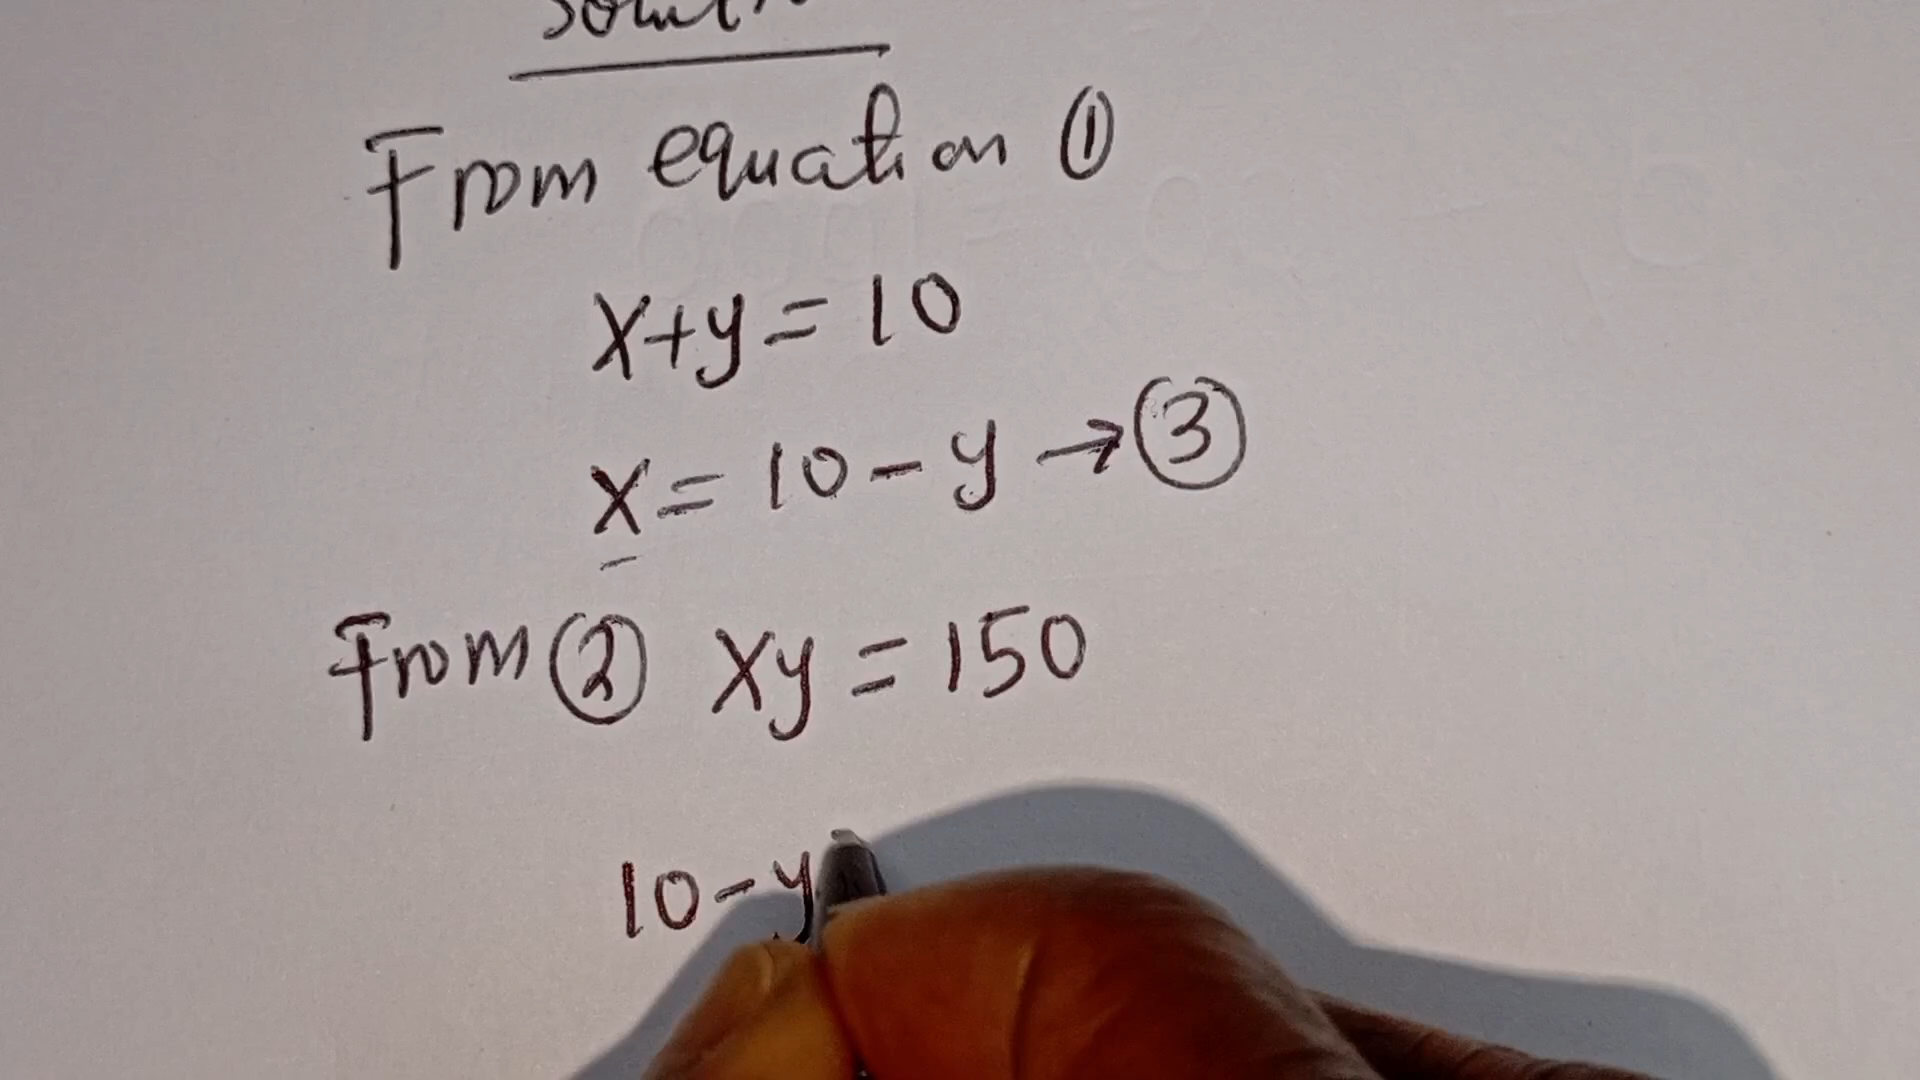 From equation ①
x+y = 10
x = 10 - y → ③
From ② xy = 150
10 - y